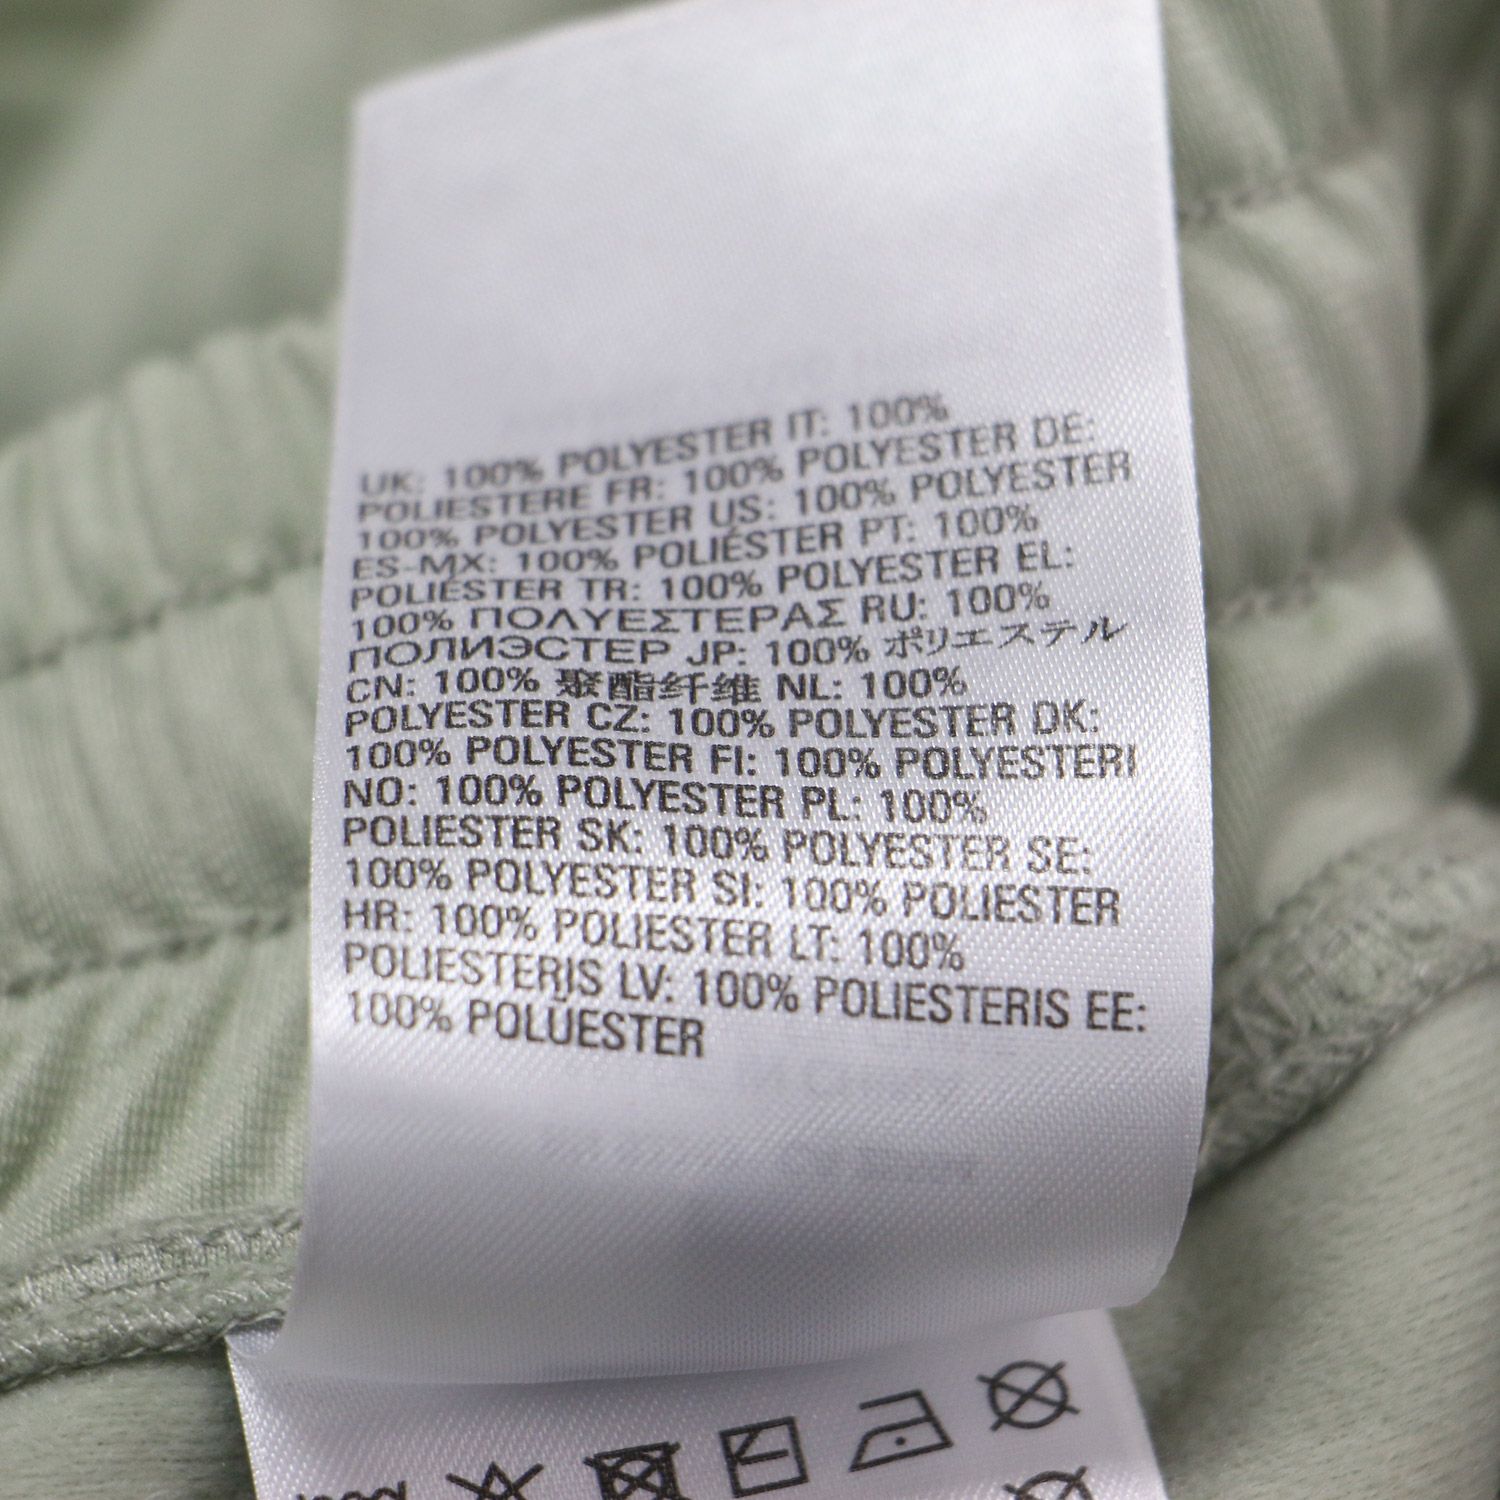 UK: 100% POLYESTER IT: 100%
POLIESTERE FR: 100% POLYESTER DE:
100% POLYESTER US: 100% POLYESTER
ES-MX: 100% POLIÉSTER PT: 100%
POLIÉSTER TR: 100% POLYESTER EL:
100% ΠΟΛΥΕΣΤΕΡΑΣ RU: 100%
ПОЛИЭСТЕР JP: 100% ポリエステル
CN: 100% 聚酯纤维 NL: 100%
POLYESTER CZ: 100% POLYESTER DK:
100% POLYESTER FI: 100% POLYESTERI
NO: 100% POLYESTER PL: 100%
POLIESTER SK: 100% POLYESTER SE:
100% POLYESTER SI: 100% POLIESTER
HR: 100% POLIESTER LT: 100%
POLIESTERIS LV: 100% POLIESTERIS EE:
100% POLÜESTER